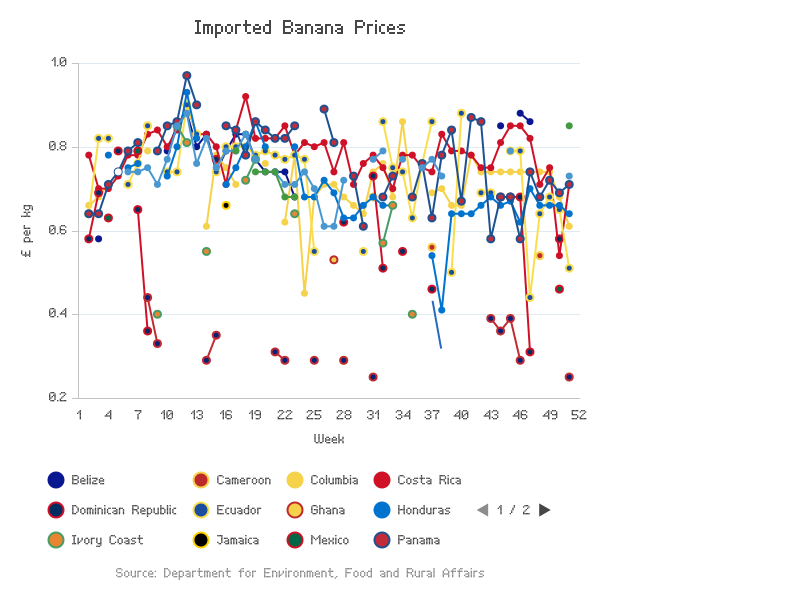 Imported Banana Prices
1.0
0.8
0.6
0.4
0.2
£ per kg
1 4 7 10 13 16 19 22 25 28 31 34 37 40 43 46 49 52
Week
Belize Cameroon Columbia Costa Rica
Dominican Republic Ecuador Ghana Honduras 1 / 2
Ivory Coast Jamaica Mexico Panama
Source: Department for Environment, Food and Rural Affairs